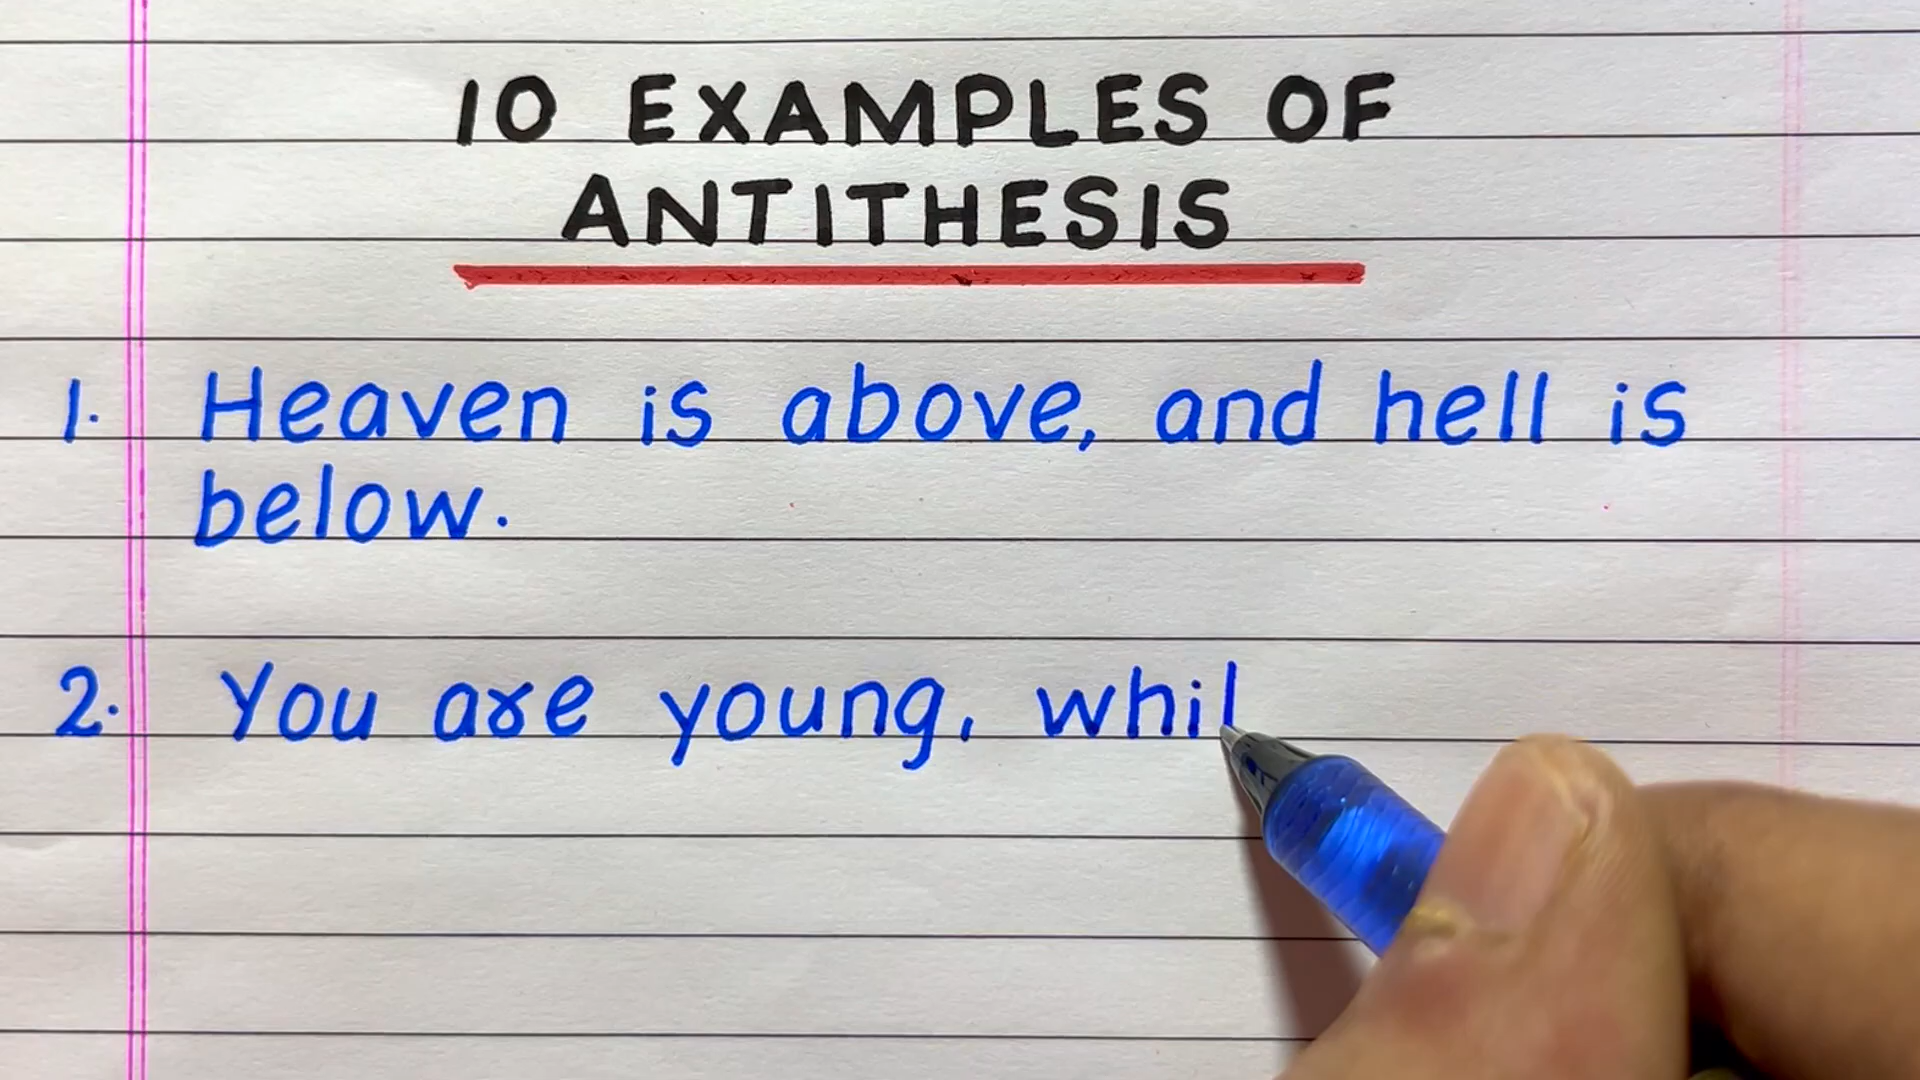 10 EXAMPLES OF
ANTITHESIS
1. Heaven is above, and hell is
below.
2. You are young, whil